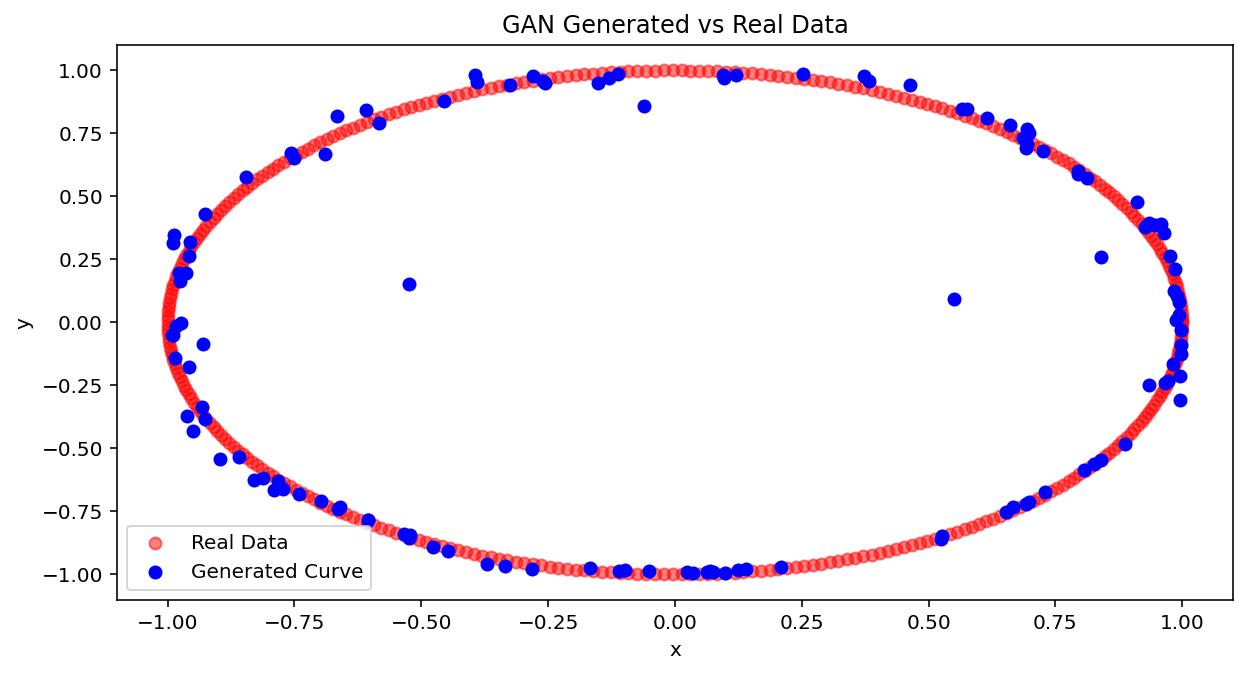 GAN Generated vs Real Data
1.00
0.75
0.50
0.25
0.00
−0.25
−0.50
−0.75
−1.00
y
Real Data
Generated Curve
−1.00 −0.75 −0.50 −0.25 0.00 0.25 0.50 0.75 1.00
x